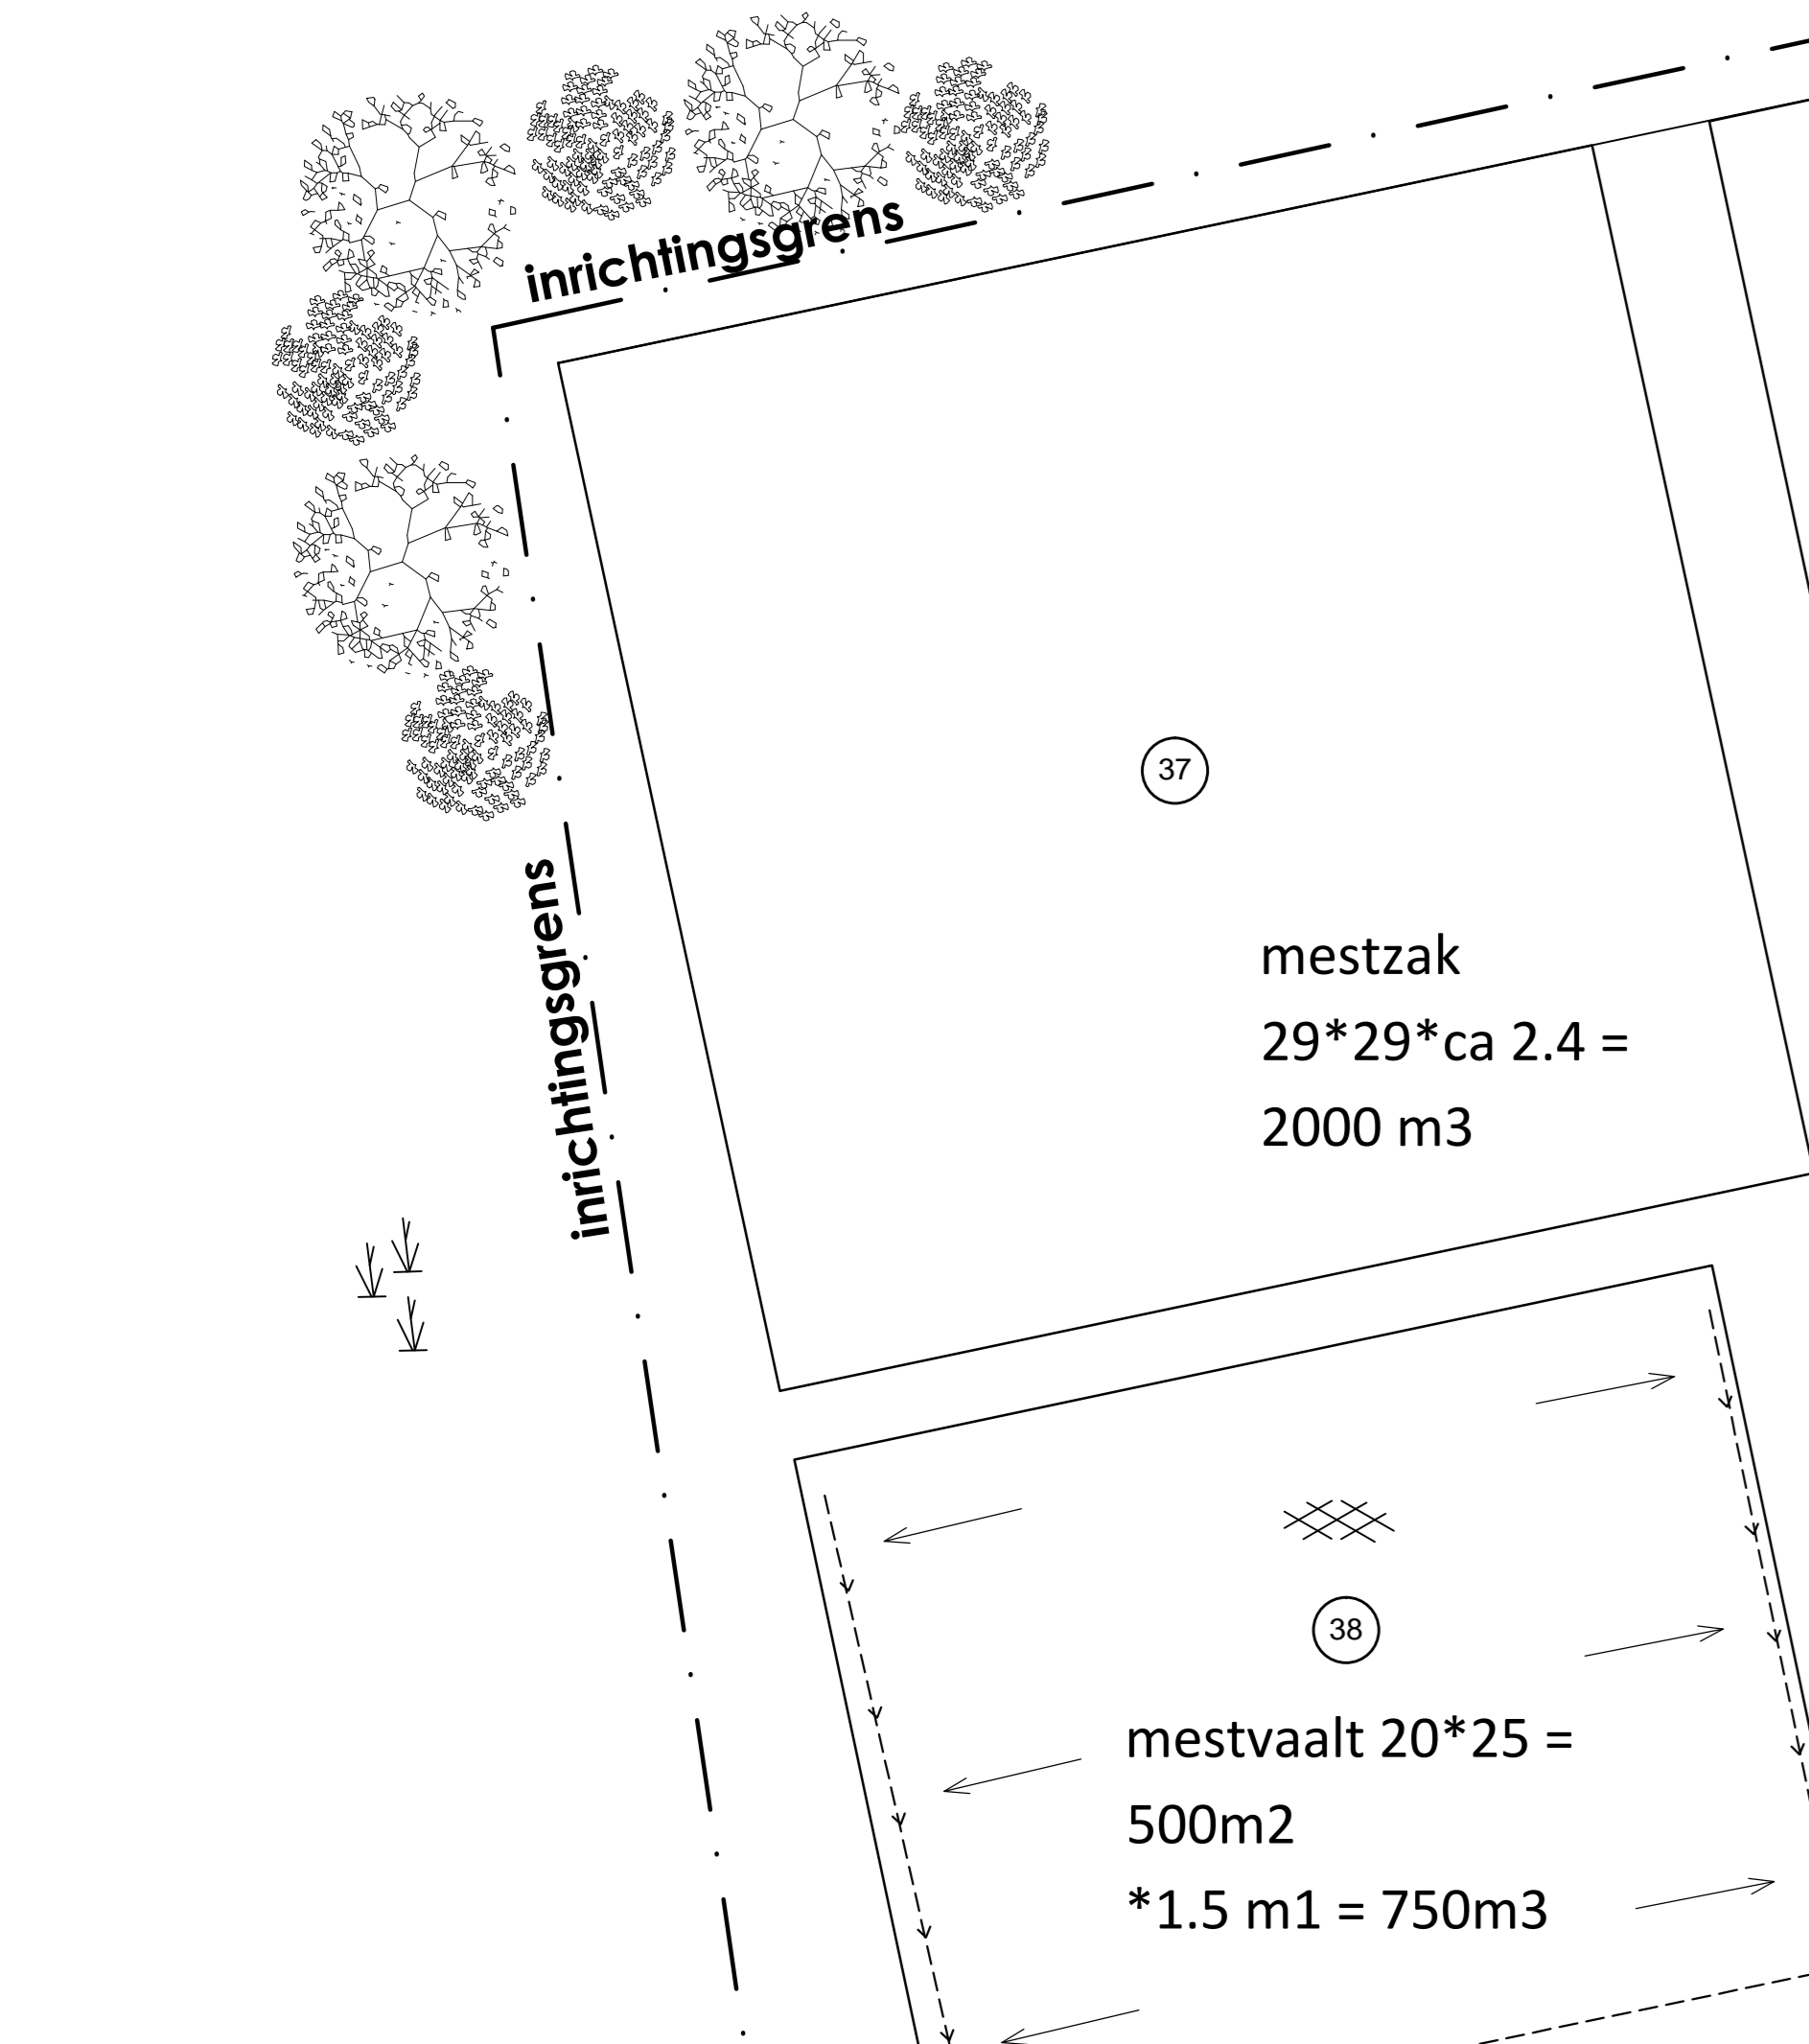 inrichtingsgrens
37
mestzak
29*29*ca 2.4 =
2000 m3
inrichtingsgrens
38
mestvaalt 20*25 =
500m2
*1.5 m1 = 750m3